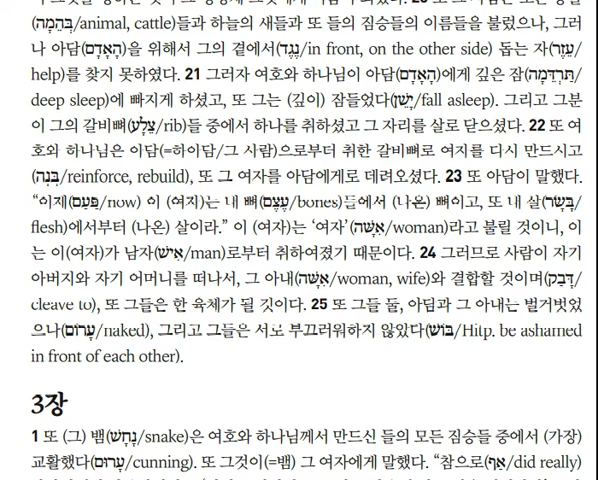 (בְּהֵמָה/animal, cattle)들과 하늘의 새들과 또 들의 짐승들의 이름들을 불렀으나, 그러
나 아담(הָאָדָם)을 위해서 그의 곁에서(נֶגֶד/in front, on the other side) 돕는 자(עֵזֶר/
help)를 찾지 못하였다. 21 그러자 여호와 하나님이 아담(הָאָדָם)에게 깊은 잠(תַּרְדֵּמָה/
deep sleep)에 빠지게 하셨고, 또 그는 (깊이) 잠들었다(יָשֵׁן/fall asleep). 그리고 그분
이 그의 갈비뼈(צֵלָע/rib)들 중에서 하나를 취하셨고 그 자리를 살로 닫으셨다. 22 또 여
호와 하나님은 아담(=하아담/그 사람)으로부터 취한 갈비뼈로 여자를 다시 만드시고
(בָּנָה/reinforce, rebuild), 또 그 여자를 아담에게로 데려오셨다. 23 또 아담이 말했다.
“이제(פַּעַם/now) 이 (여자)는 내 뼈(עֶצֶם/bones)들에서 (나온) 뼈이고, 또 내 살(בָּשָׂר/
flesh)에서부터 (나온) 살이라.” 이 (여자)는 ‘여자’(אִשָּׁה/woman)라고 불릴 것이니, 이
는 이(여자)가 남자(אִישׁ/man)로부터 취하여졌기 때문이다. 24 그러므로 사람이 자기
아버지와 자기 어머니를 떠나서, 그 아내(אִשָּׁה/woman, wife)와 결합할 것이며(דָּבַק/
cleave to), 또 그들은 한 육체가 될 것이다. 25 또 그들 둘, 아담과 그 아내는 벌거벗었
으나(עָרוֹם/naked), 그리고 그들은 서로 부끄러워하지 않았다(בּוֹשׁ/Hitp. be ashamed
in front of each other).
3장
1 또 (그) 뱀(נָחָשׁ/snake)은 여호와 하나님께서 만드신 들의 모든 짐승들 중에서 (가장)
교활했다(עָרוּם/cunning). 또 그것이(=뱀) 그 여자에게 말했다. “참으로(אַף/did really)